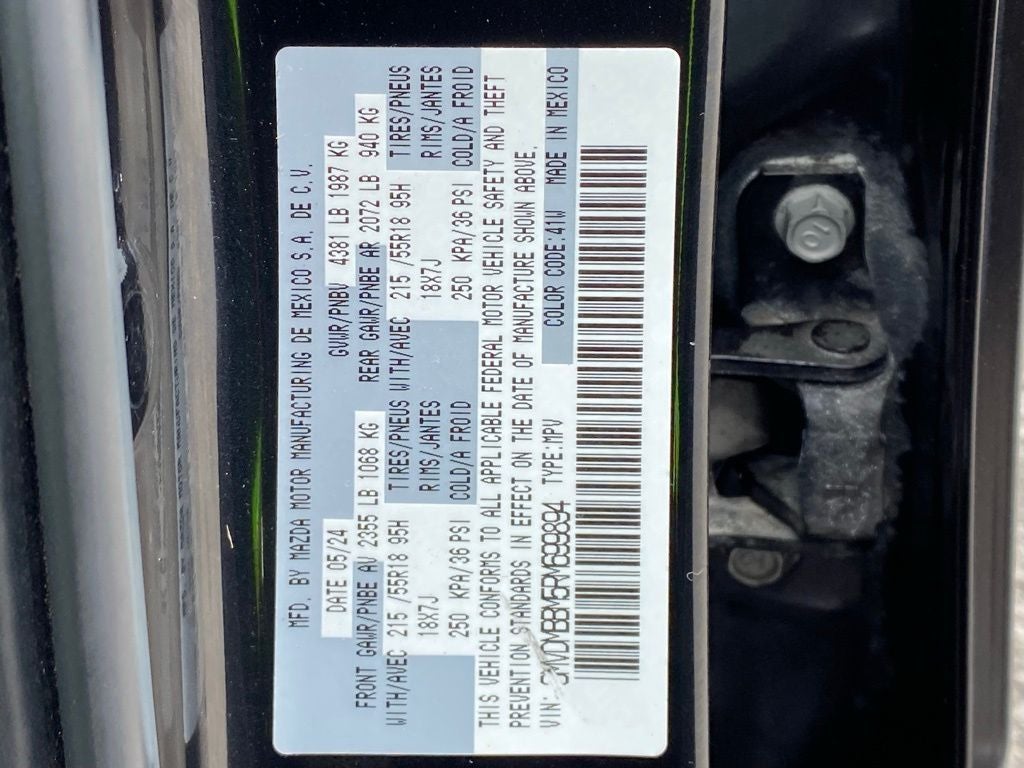 MFD. BY MAZDA MOTOR MANUFACTURING DE MEXICO S.A. DE C.V.
DATE 05/24 GVWR/PNBV 4381 LB 1987 KG
FRONT GAWR/PNBE AV 2355 LB 1068 KG REAR GAWR/PNBE AR 2072 LB 940 KG
WITH/AVEC 215 /55R18 95H TIRES/PNEUS WITH/AVEC 215 /55R18 95H TIRES/PNEUS
18X7J RIMS/JANTES 18X7J RIMS/JANTES
250 KPA/36 PSI COLD/A FROID 250 KPA/36 PSI COLD/A FROID
THIS VEHICLE CONFORMS TO ALL APPLICABLE FEDERAL MOTOR VEHICLE SAFETY AND THEFT
PREVENTION STANDARDS IN EFFECT ON THE DATE OF MANUFACTURE SHOWN ABOVE.
VIN: 3MVDMBBM5RM699894 TYPE:MPV COLOR CODE:41W MADE IN MEXICO